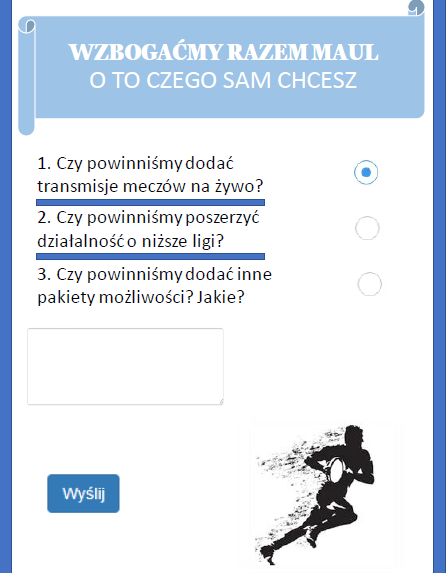 WZBOGAĆMY RAZEM MAUL
O TO CZEGO SAM CHCESZ
1. Czy powinniśmy dodać
transmisje meczów na żywo?
2. Czy powinniśmy poszerzyć
działalność o niższe ligi?
3. Czy powinniśmy dodać inne
pakiety możliwości? Jakie?
Wyślij